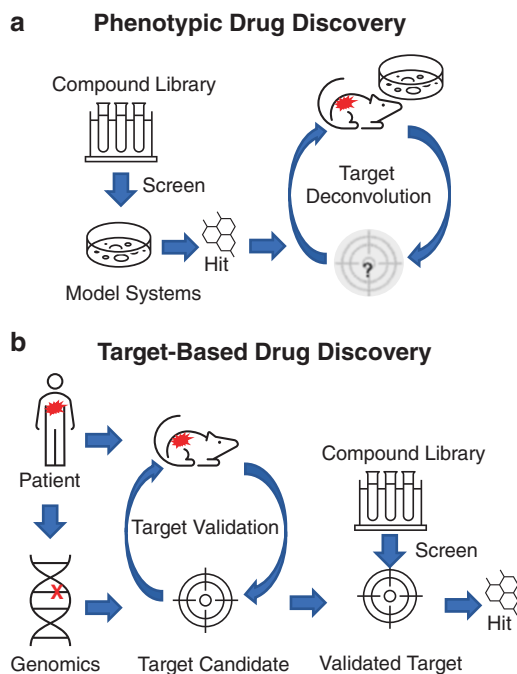 a
Phenotypic Drug Discovery
Compound Library
Screen
Model Systems
Hit
Target
Deconvolution
?
b
Target-Based Drug Discovery
Patient
Genomics
X
Target Validation
Target Candidate
Compound Library
Screen
Validated Target
Hit